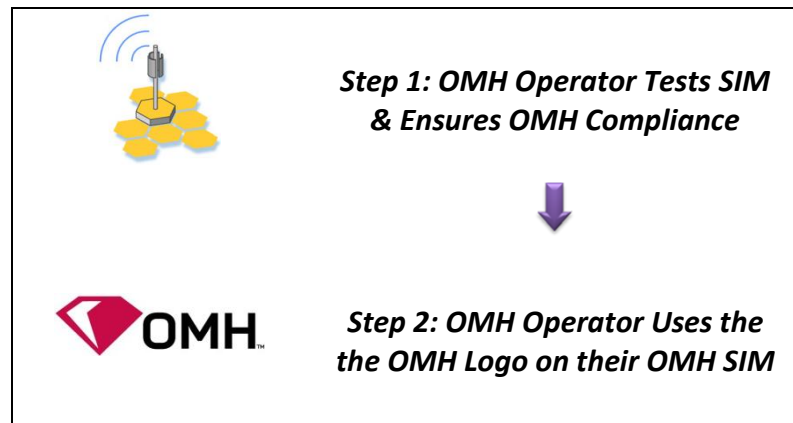 Step 1: OMH Operator Tests SIM
& Ensures OMH Compliance
OMH™
Step 2: OMH Operator Uses the
the OMH Logo on their OMH SIM